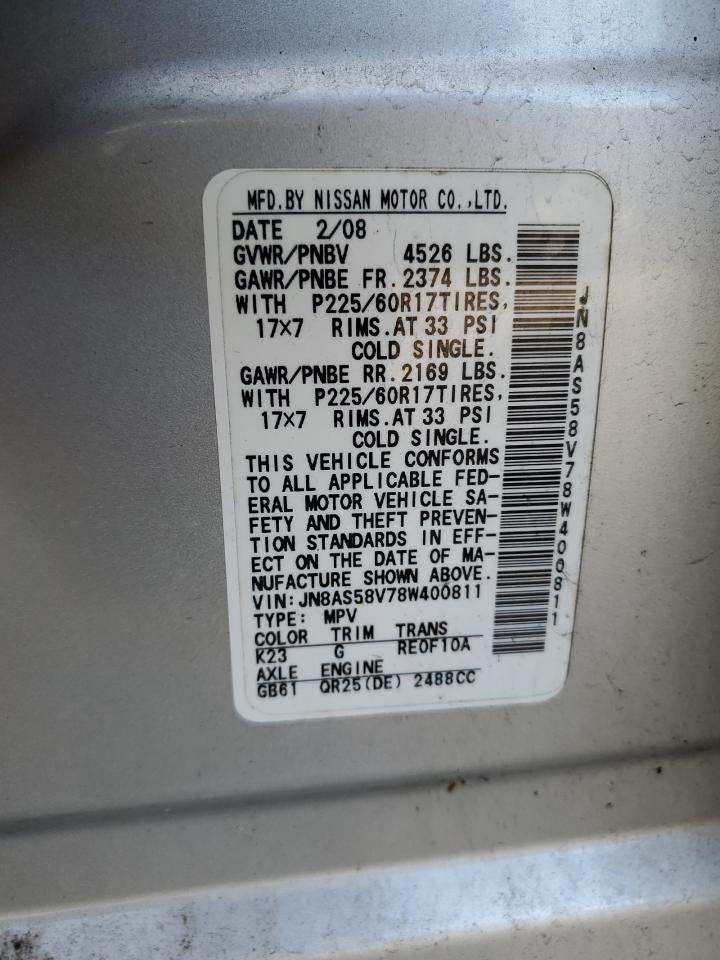 MFD.BY NISSAN MOTOR CO.,LTD.
DATE 2/08
GVWR/PNBV 4526 LBS.
GAWR/PNBE FR. 2374 LBS.
WITH P225/60R17TIRES,
17×7 RIMS.AT 33 PSI
COLD SINGLE.
GAWR/PNBE RR. 2169 LBS.
WITH P225/60R17TIRES,
17×7 RIMS.AT 33 PSI
COLD SINGLE.
THIS VEHICLE CONFORMS
TO ALL APPLICABLE FED-
ERAL MOTOR VEHICLE SA-
FETY AND THEFT PREVEN-
TION STANDARDS IN EFF-
ECT ON THE DATE OF MA-
NUFACTURE SHOWN ABOVE.
VIN:JN8AS58V78W400811
TYPE: MPV
COLOR TRIM TRANS
K23 G RE0F10A
AXLE ENGINE
GB61 QR25(DE) 2488CC
JN8AS58V78W400811